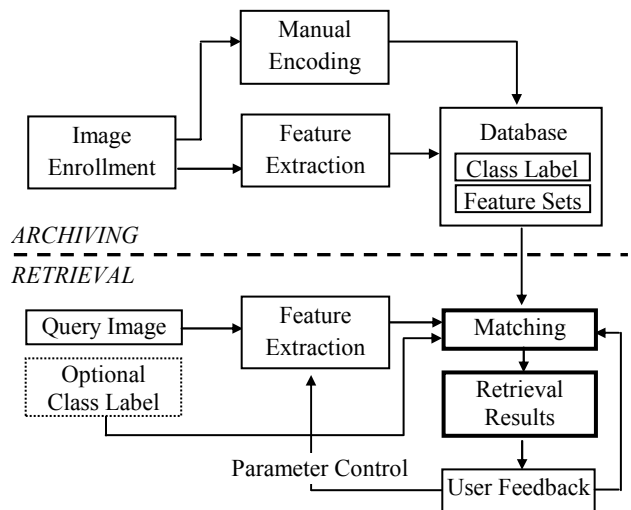 Manual
Encoding
Image
Enrollment
Feature
Extraction
Database
Class Label
Feature Sets
ARCHIVING
RETRIEVAL
Query Image
Feature
Extraction
Matching
Optional
Class Label
Retrieval
Results
Parameter Control
User Feedback